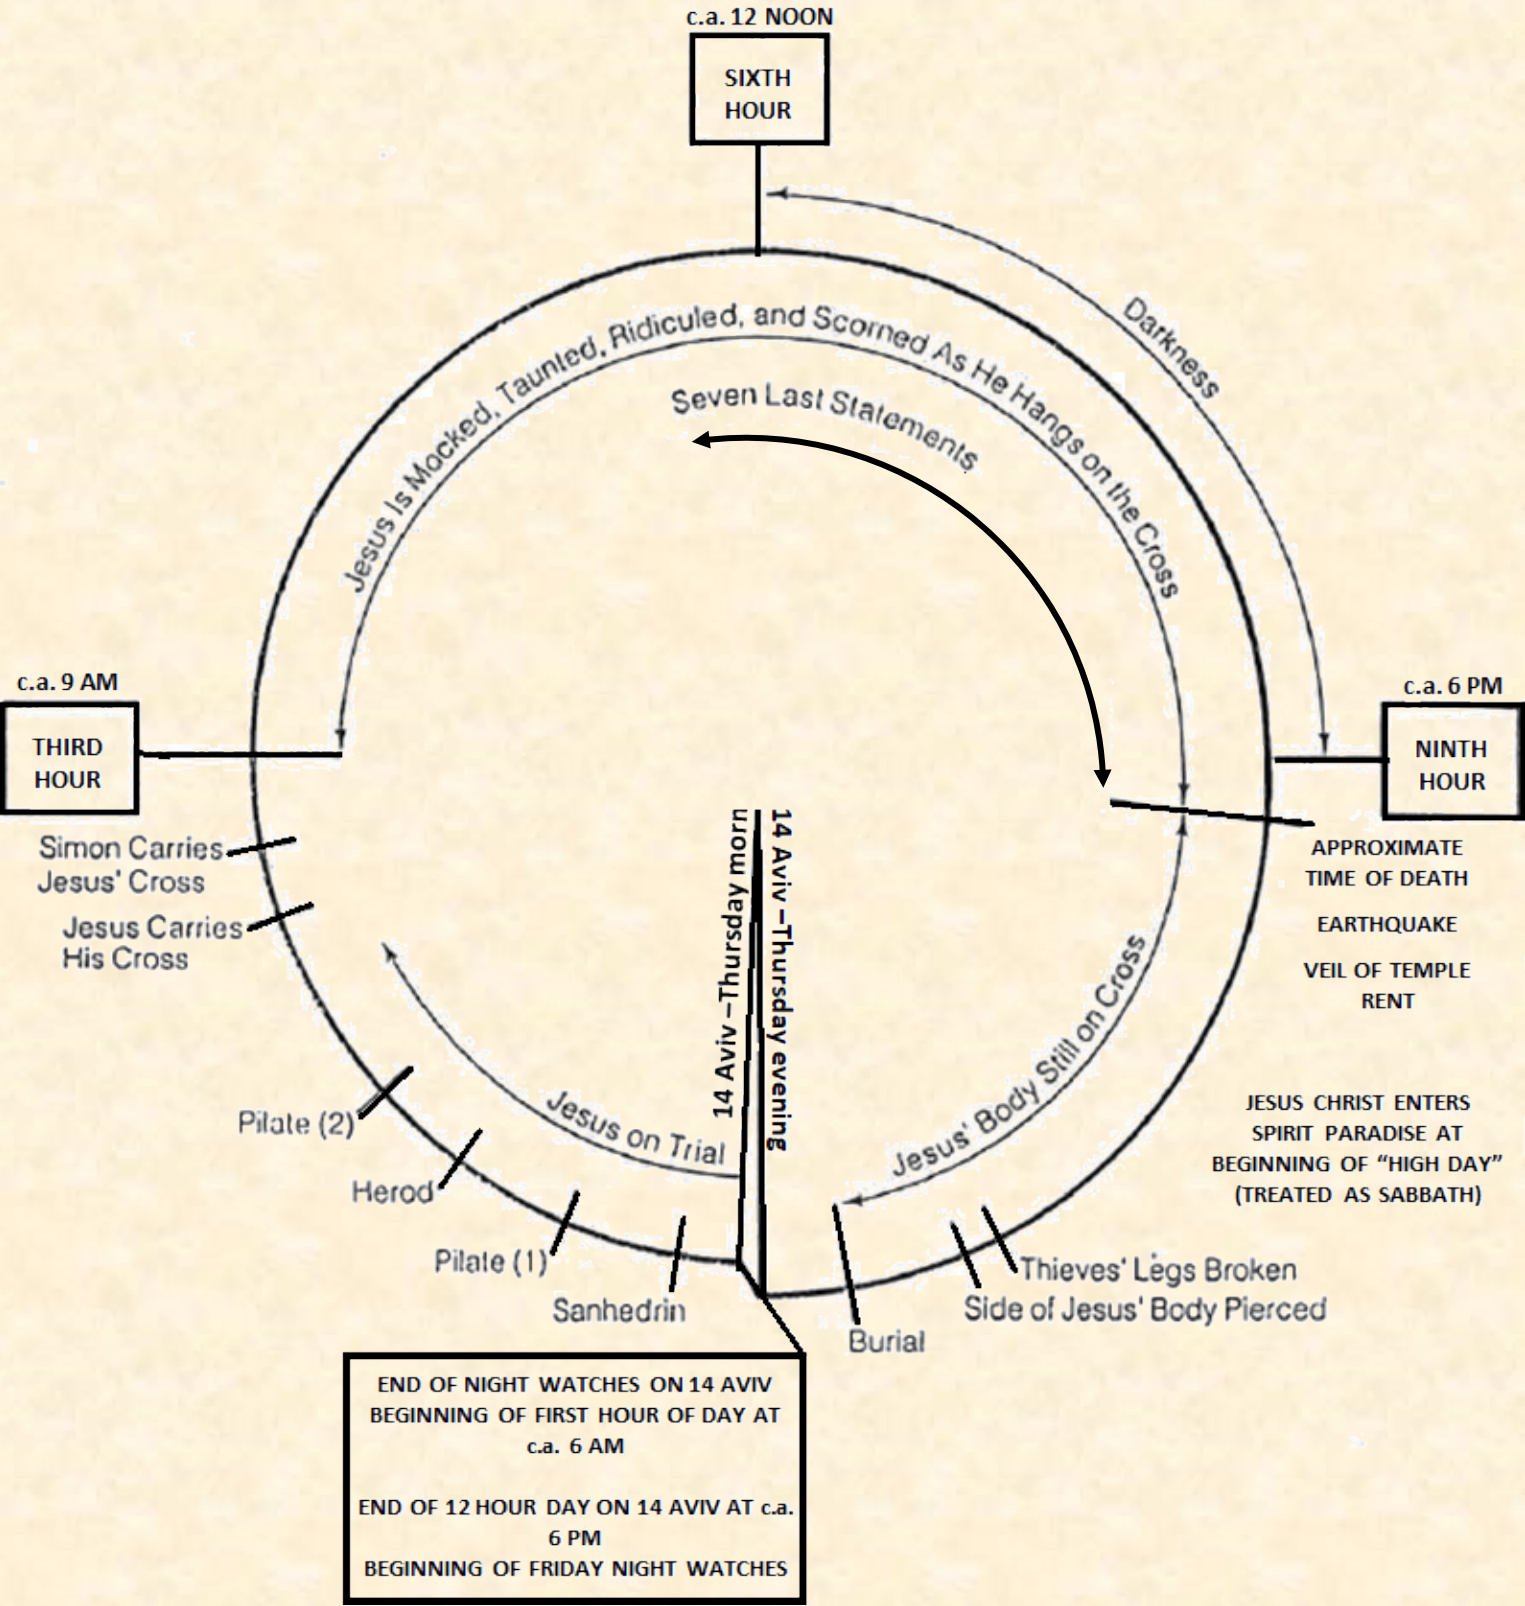 c.a. 12 NOON
SIXTH
HOUR
Darkness
Jesus Is Mocked, Taunted, Ridiculed, and Scorned As He Hangs on the Cross
Seven Last Statements
c.a. 9 AM
THIRD
HOUR
c.a. 6 PM
NINTH
HOUR
Simon Carries
Jesus' Cross
Jesus Carries
His Cross
14 Aviv –Thursday morn
14 Aviv –Thursday evening
APPROXIMATE
TIME OF DEATH
EARTHQUAKE
VEIL OF TEMPLE
RENT
Jesus' Body Still on Cross
Jesus on Trial
JESUS CHRIST ENTERS
SPIRIT PARADISE AT
BEGINNING OF “HIGH DAY”
(TREATED AS SABBATH)
Pilate (2)
Herod
Pilate (1)
Sanhedrin
Thieves' Legs Broken
Side of Jesus' Body Pierced
Burial
END OF NIGHT WATCHES ON 14 AVIV
BEGINNING OF FIRST HOUR OF DAY AT
c.a. 6 AM
END OF 12 HOUR DAY ON 14 AVIV AT c.a.
6 PM
BEGINNING OF FRIDAY NIGHT WATCHES